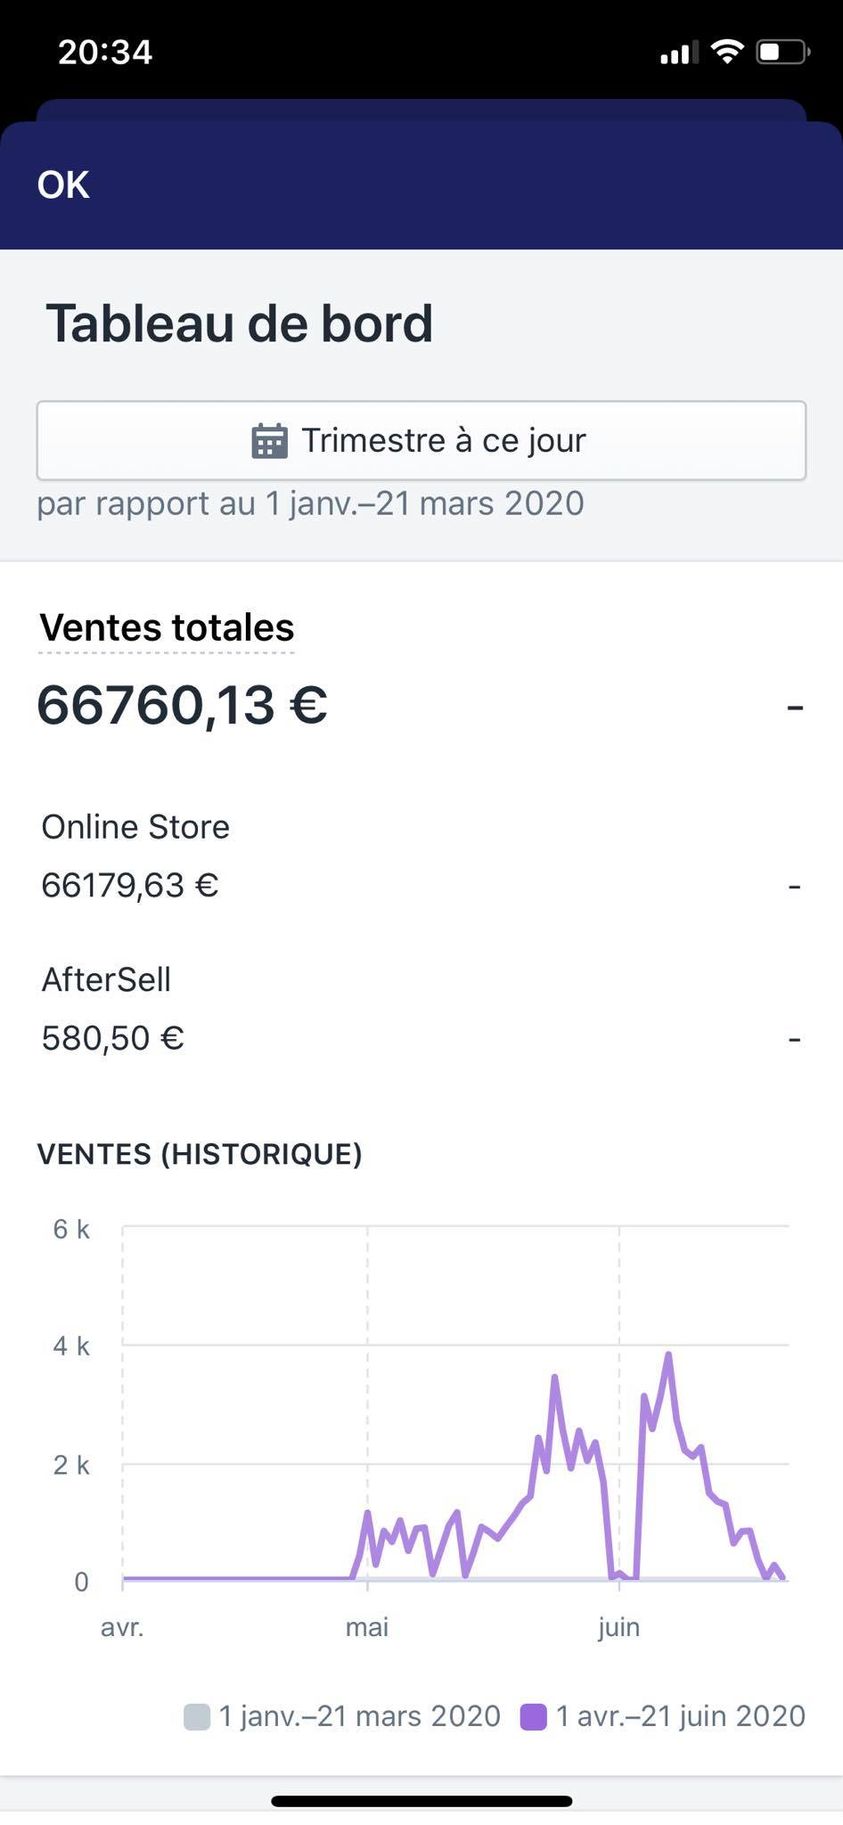 20:34
OK
Tableau de bord
Trimestre à ce jour
par rapport au 1 janv.–21 mars 2020
Ventes totales
66760,13 € -
Online Store
66179,63 € -
AfterSell
580,50 € -
VENTES (HISTORIQUE)
6 k
4 k
2 k
0
avr. mai juin
1 janv.–21 mars 2020 1 avr.–21 juin 2020